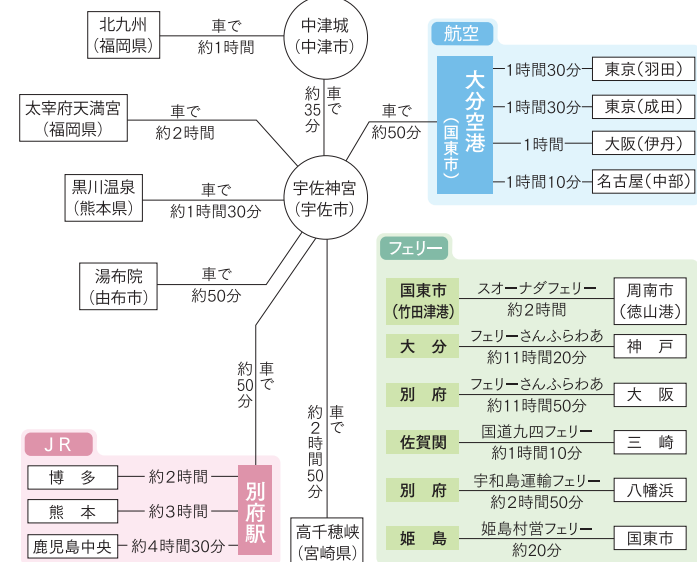 北九州
(福岡県)
車で
約1時間
中津城
(中津市)
車で
約35分
太宰府天満宮
(福岡県)
車で
約2時間
黒川温泉
(熊本県)
車で
約1時間30分
湯布院
(由布市)
車で
約50分
宇佐神宮
(宇佐市)
車で
約50分
車で
約50分
車で
約2時間50分
高千穂峡
(宮崎県)
航空
大分空港
(国東市)
1時間30分
東京(羽田)
1時間30分
東京(成田)
1時間
大阪(伊丹)
1時間10分
名古屋(中部)
JR
博多
約2時間
熊本
約3時間
鹿児島中央
約4時間30分
別府駅
フェリー
国東市
(竹田津港)
スオーナダフェリー
約2時間
周南市
(徳山港)
大分
フェリーさんふらわあ
約11時間20分
神戸
別府
フェリーさんふらわあ
約11時間50分
大阪
佐賀関
国道九四フェリー
約1時間10分
三崎
別府
宇和島運輸フェリー
約2時間50分
八幡浜
姫島
姫島村営フェリー
約20分
国東市